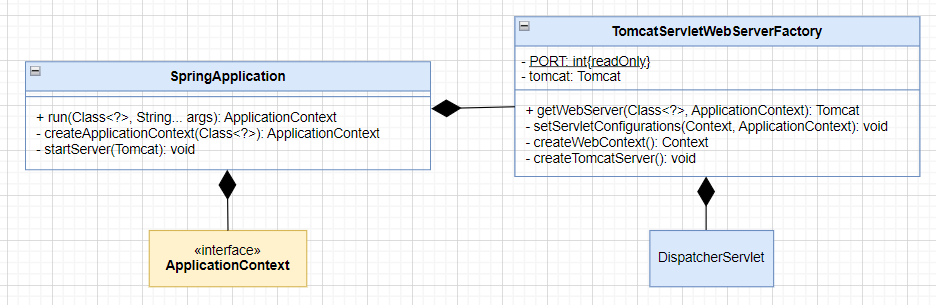 SpringApplication
+ run(Class<?>, String... args): ApplicationContext
- createApplicationContext(Class<?>): ApplicationContext
- startServer(Tomcat): void
TomcatServletWebServerFactory
- PORT: int{readOnly}
- tomcat: Tomcat
+ getWebServer(Class<?>, ApplicationContext): Tomcat
- setServletConfigurations(Context, ApplicationContext): void
- createWebContext(): Context
- createTomcatServer(): void
«interface»
ApplicationContext
DispatcherServlet